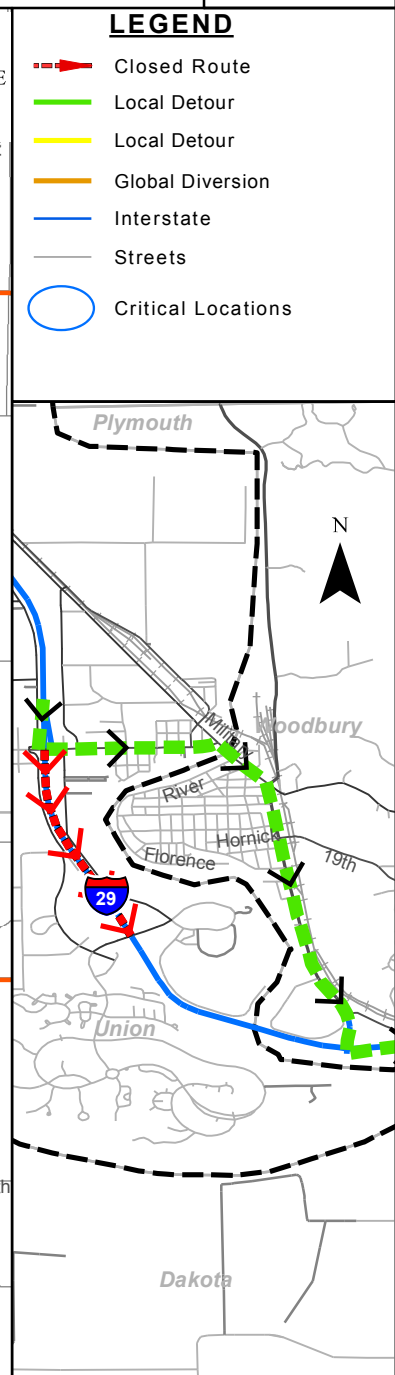 LEGEND
Closed Route
Local Detour
Local Detour
Global Diversion
Interstate
Streets
Critical Locations
E
Plymouth
N
Woodbury
River
Hornick
19th
Florence
29
Union
h
Dakota